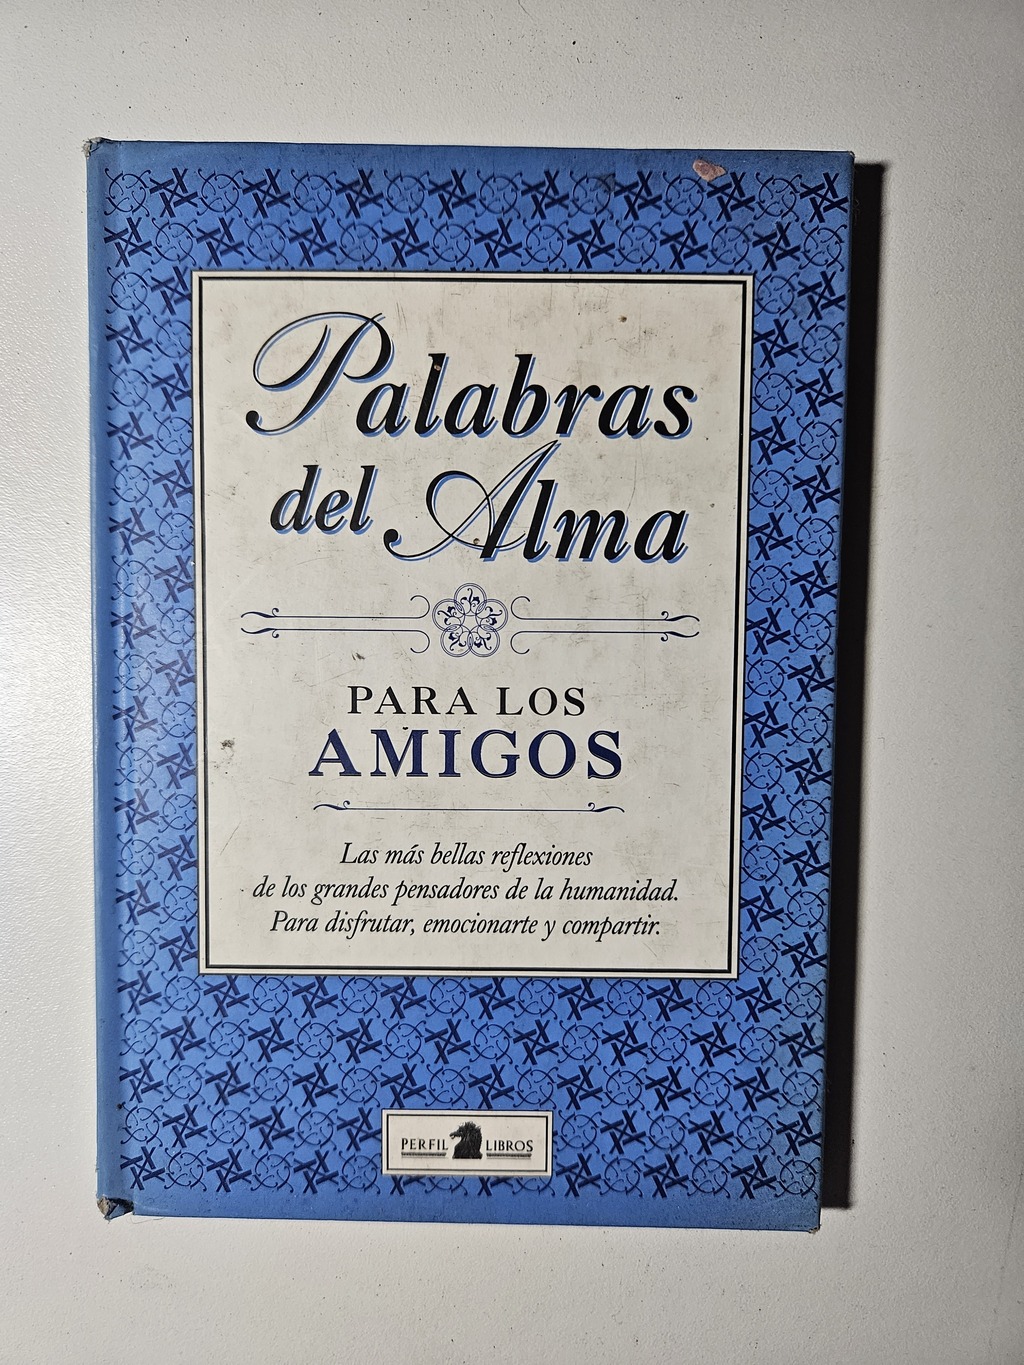 Palabras
del Alma
PARA LOS
AMIGOS
Las más bellas reflexiones
de los grandes pensadores de la humanidad.
Para disfrutar, emocionarte y compartir.
PERFIL LIBROS